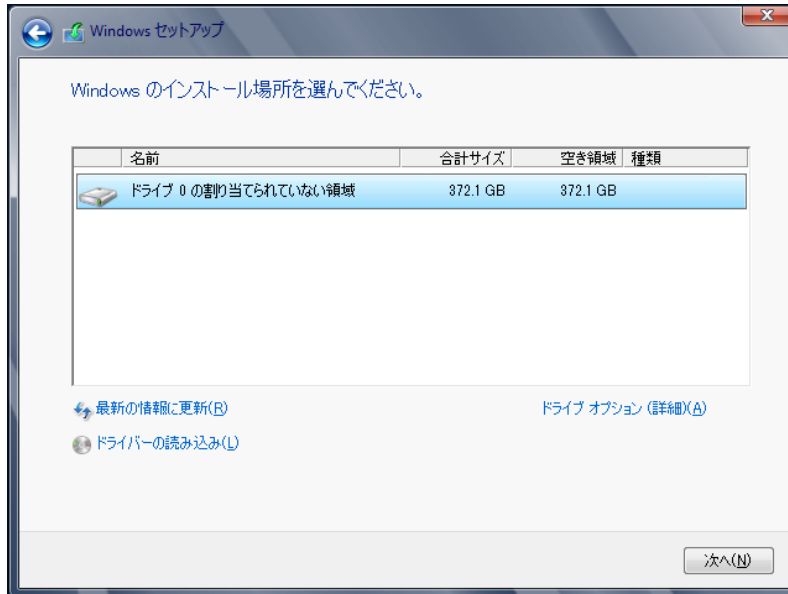 Windows セットアップ
Windows のインストール場所を選んでください。
名前 合計サイズ 空き領域 種類
ドライブ 0 の割り当てられていない領域 372.1 GB 372.1 GB
最新の情報に更新(R) ドライブ オプション (詳細)(A)
ドライバーの読み込み(L)
次へ(N)